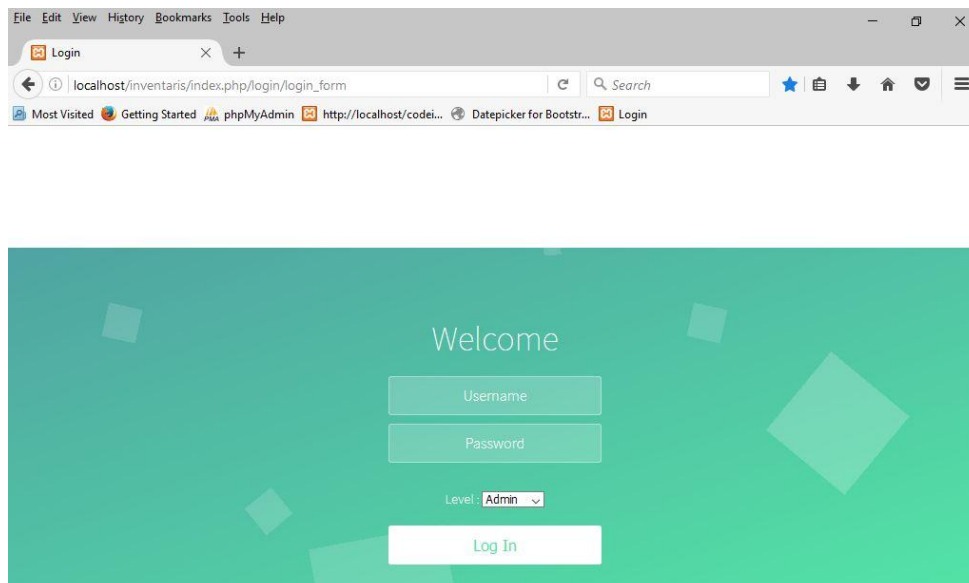 File Edit View History Bookmarks Tools Help
Login
localhost/inventaris/index.php/login/login_form
Search
Most Visited Getting Started phpMyAdmin http://localhost/codei... Datepicker for Bootstr... Login
Welcome
Username
Password
Level : Admin
Log In